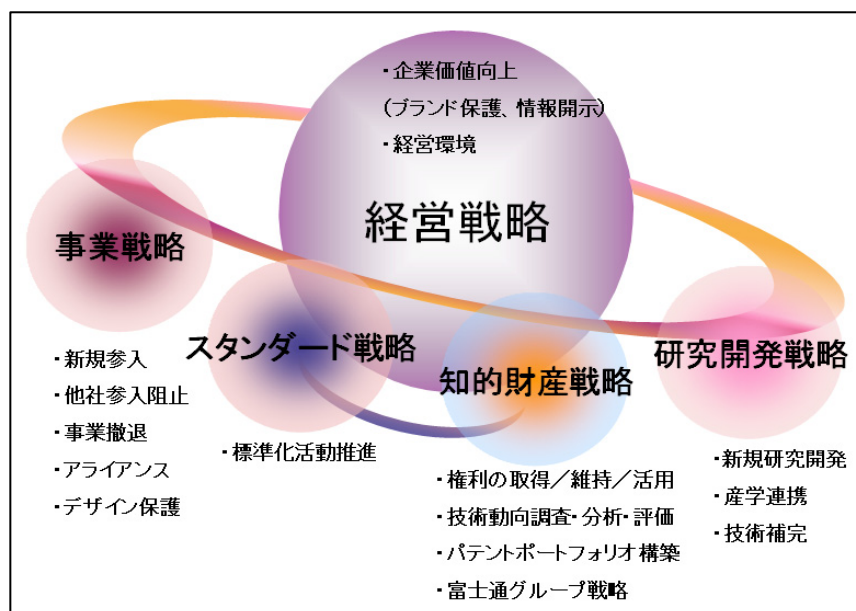 ・企業価値向上
(ブランド保護、情報開示)
・経営環境
経営戦略
事業戦略
・新規参入
・他社参入阻止
・事業撤退
・アライアンス
・デザイン保護
スタンダード戦略
・標準化活動推進
知的財産戦略
・権利の取得／維持／活用
・技術動向調査・分析・評価
・パテントポートフォリオ構築
・富士通グループ戦略
研究開発戦略
・新規研究開発
・産学連携
・技術補完